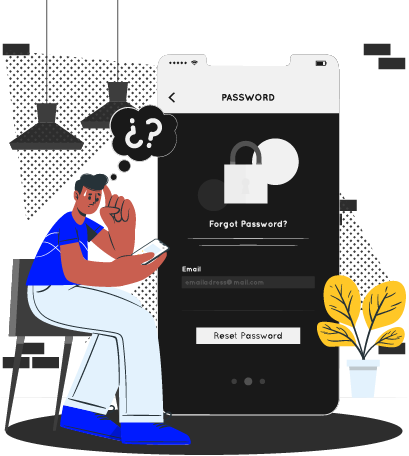 PASSWORD
¿?
Forgot Password?
Email
emailadress@mail.com
Reset Password